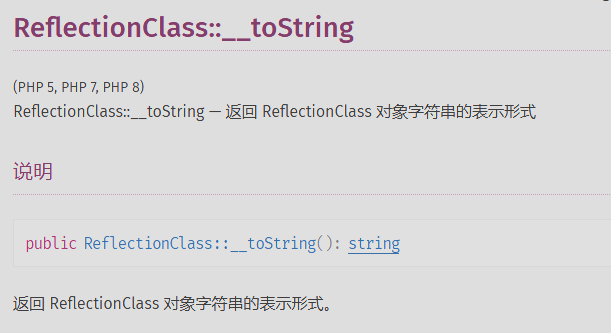 ReflectionClass::__toString
(PHP 5, PHP 7, PHP 8)
ReflectionClass::__toString — 返回 ReflectionClass 对象字符串的表示形式
说明
public ReflectionClass::__toString(): string
返回 ReflectionClass 对象字符串的表示形式。